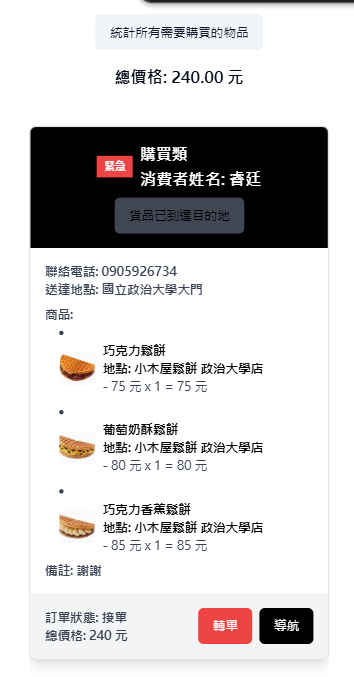 統計所有需要購買的物品
總價格: 240.00 元
緊急
購買類
消費者姓名: 睿廷
貨品已到達目的地
聯絡電話: 0905926734
送達地點: 國立政治大學大門
商品:
巧克力鬆餅
地點: 小木屋鬆餅 政治大學店
- 75 元 x 1 = 75 元
葡萄奶酥鬆餅
地點: 小木屋鬆餅 政治大學店
- 80 元 x 1 = 80 元
巧克力香蕉鬆餅
地點: 小木屋鬆餅 政治大學店
- 85 元 x 1 = 85 元
備註: 謝謝
訂單狀態: 接單
總價格: 240 元
轉單
導航